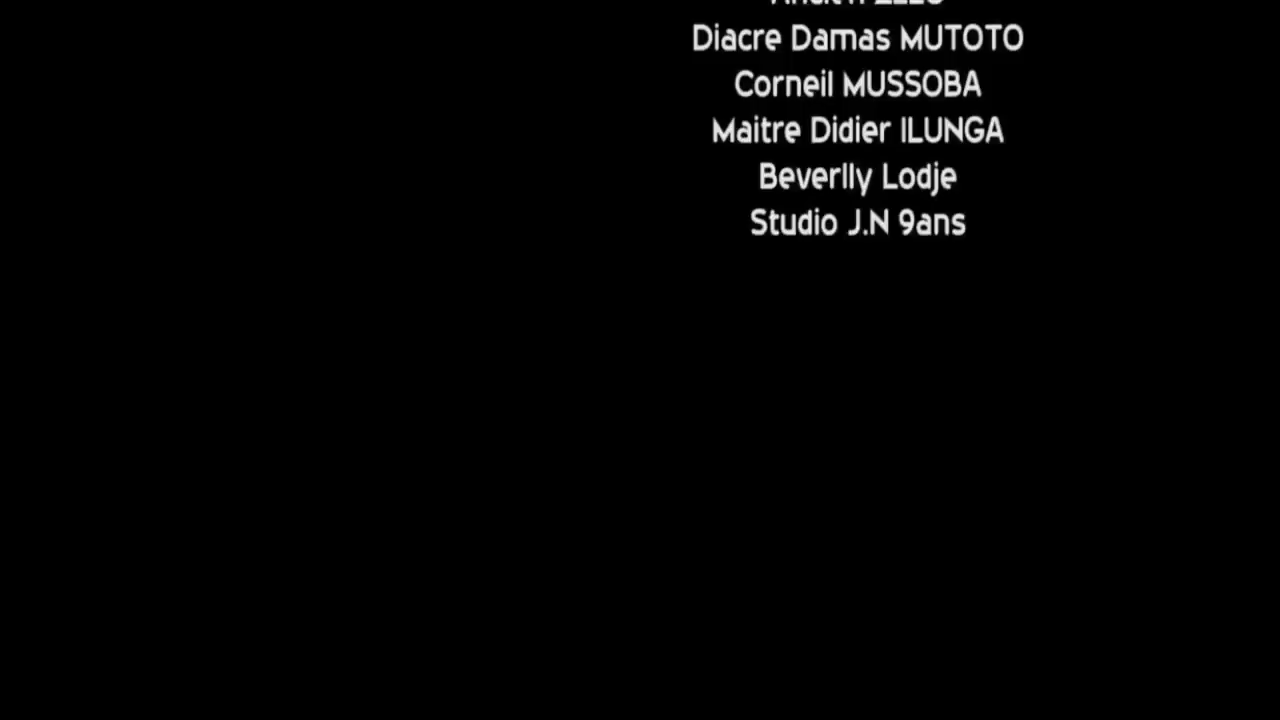 Diacre Damas MUTOTO
Corneil MUSSOBA
Maitre Didier ILUNGA
Beverlly Lodje
Studio J.N 9ans